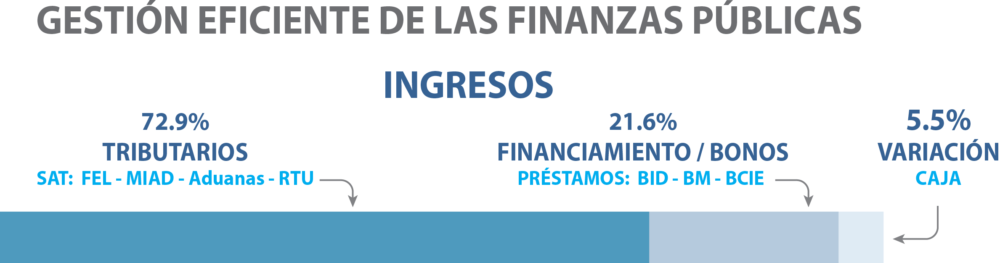 GESTIÓN EFICIENTE DE LAS FINANZAS PÚBLICAS
INGRESOS
72.9%
TRIBUTARIOS
SAT: FEL - MIAD - Aduanas - RTU
21.6%
FINANCIAMIENTO / BONOS
PRÉSTAMOS: BID - BM - BCIE
5.5%
VARIACIÓN
CAJA